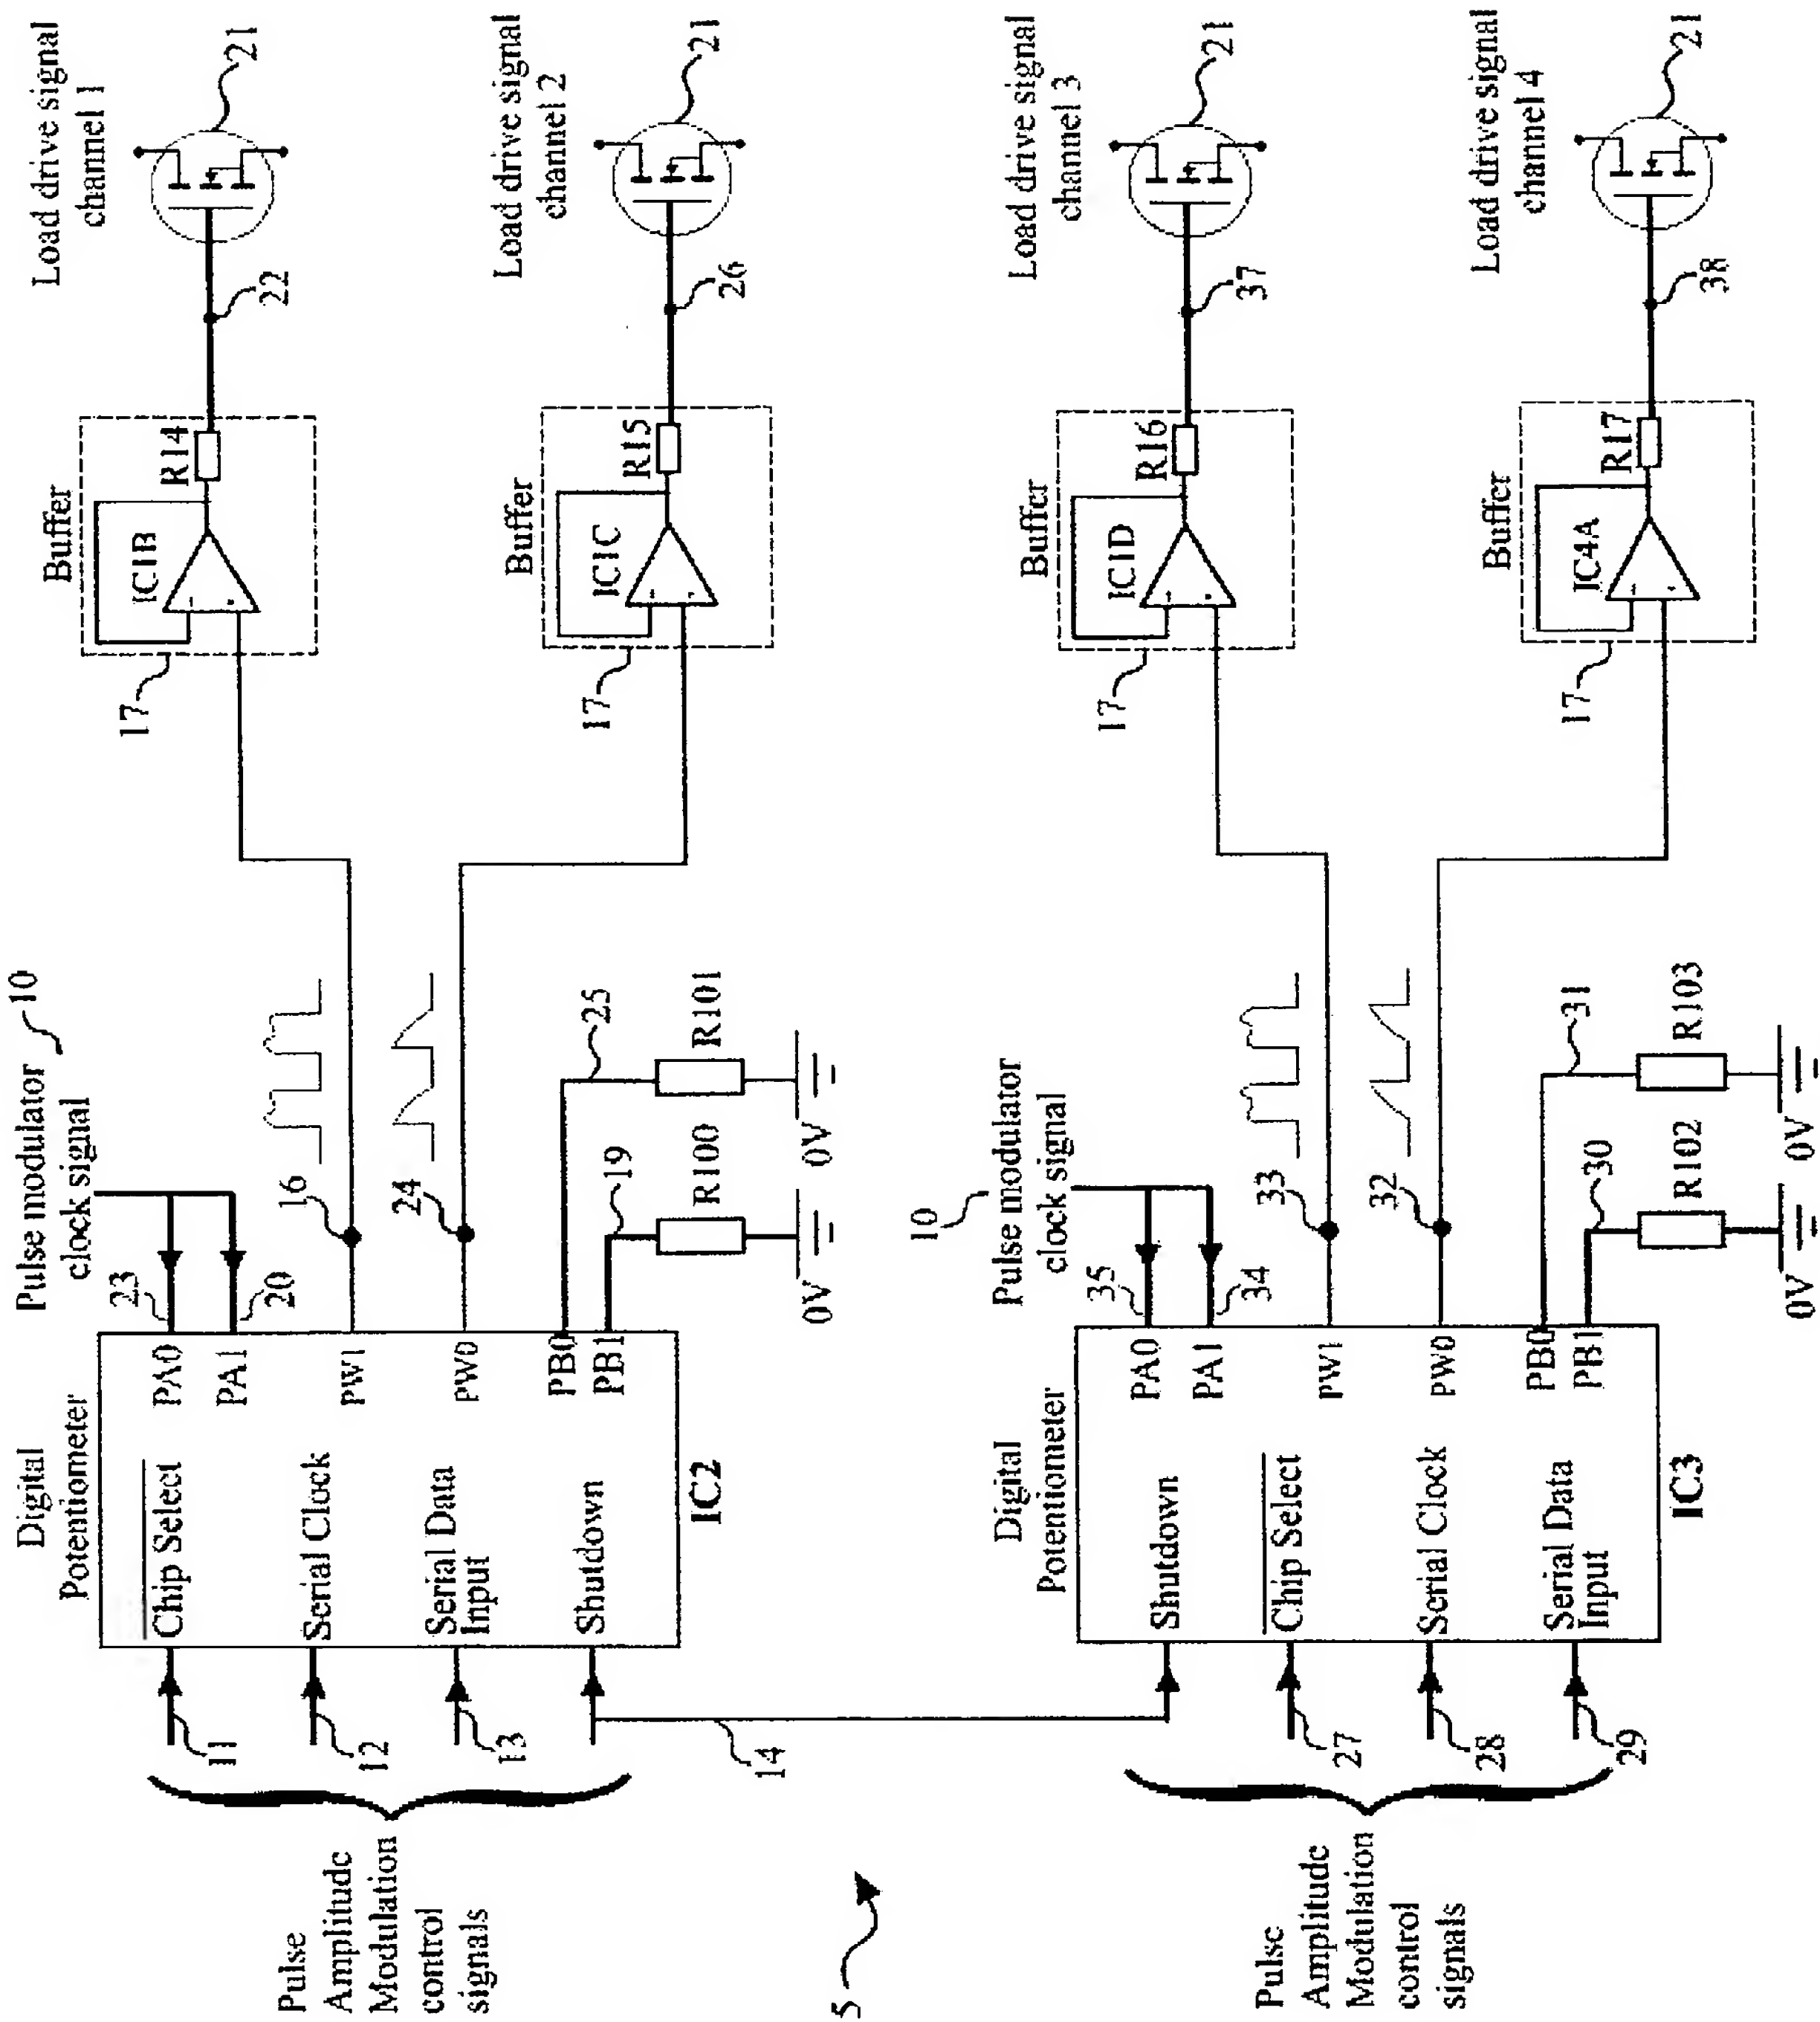 Pulse
Amplitude
Modulation
control
signals
11
12
13
14
Digital
Potentiometer
Chip Select
Serial Clock
Serial Data
Input
Shutdown
PA0
PA1
PW1
PW0
PB0
PB1
IC2
Pulse modulator
clock signal
10
23
20
16
24
19
25
R100
R101
0V
0V
Buffer
IC1B
R14
17
22
Load drive signal
channel 1
21
Buffer
IC1C
R15
17
26
Load drive signal
channel 2
21
5
Pulse
Amplitude
Modulation
control
signals
27
28
29
Digital
Potentiometer
Shutdown
Chip Select
Serial Clock
Serial Data
Input
PA0
PA1
PW1
PW0
PB0
PB1
IC3
Pulse modulator
clock signal
10
35
34
33
32
30
31
R102
R103
0V
0V
Buffer
IC1D
R16
17
37
Load drive signal
channel 3
21
Buffer
IC4A
R17
17
38
Load drive signal
channel 4
21